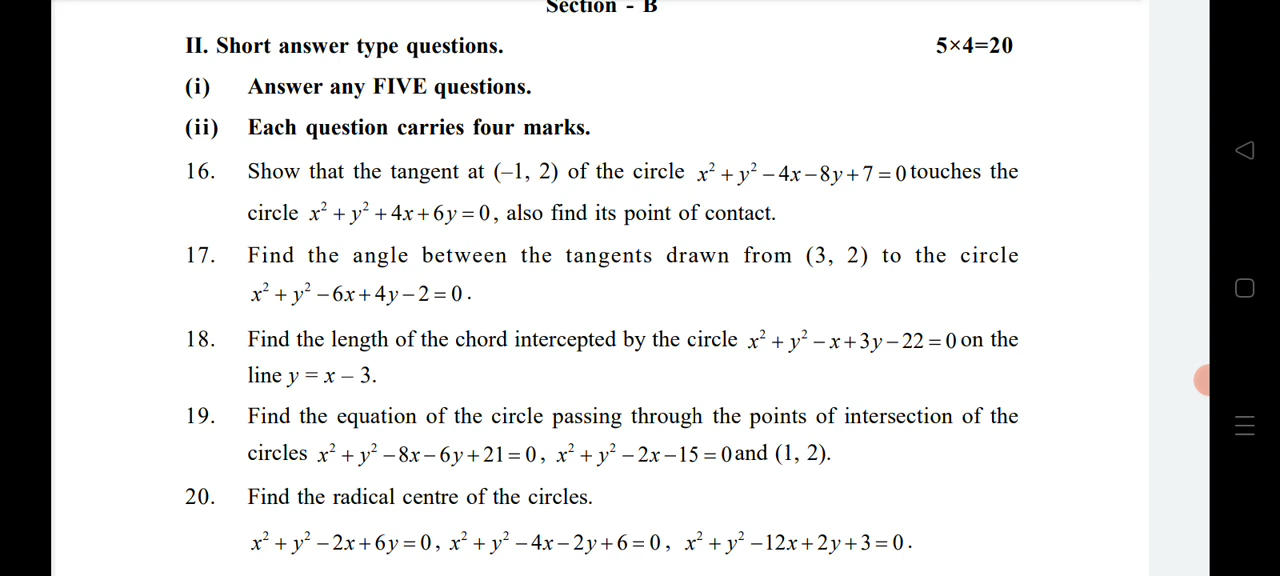 Section - B
II. Short answer type questions. 5×4=20
(i) Answer any FIVE questions.
(ii) Each question carries four marks.
16. Show that the tangent at (–1, 2) of the circle x² + y² – 4x – 8y + 7 = 0 touches the
circle x² + y² + 4x + 6y = 0, also find its point of contact.
17. Find the angle between the tangents drawn from (3, 2) to the circle
x² + y² – 6x + 4y – 2 = 0.
18. Find the length of the chord intercepted by the circle x² + y² – x + 3y – 22 = 0 on the
line y = x – 3.
19. Find the equation of the circle passing through the points of intersection of the
circles x² + y² – 8x – 6y + 21 = 0, x² + y² – 2x – 15 = 0 and (1, 2).
20. Find the radical centre of the circles.
x² + y² – 2x + 6y = 0, x² + y² – 4x – 2y + 6 = 0, x² + y² – 12x + 2y + 3 = 0.